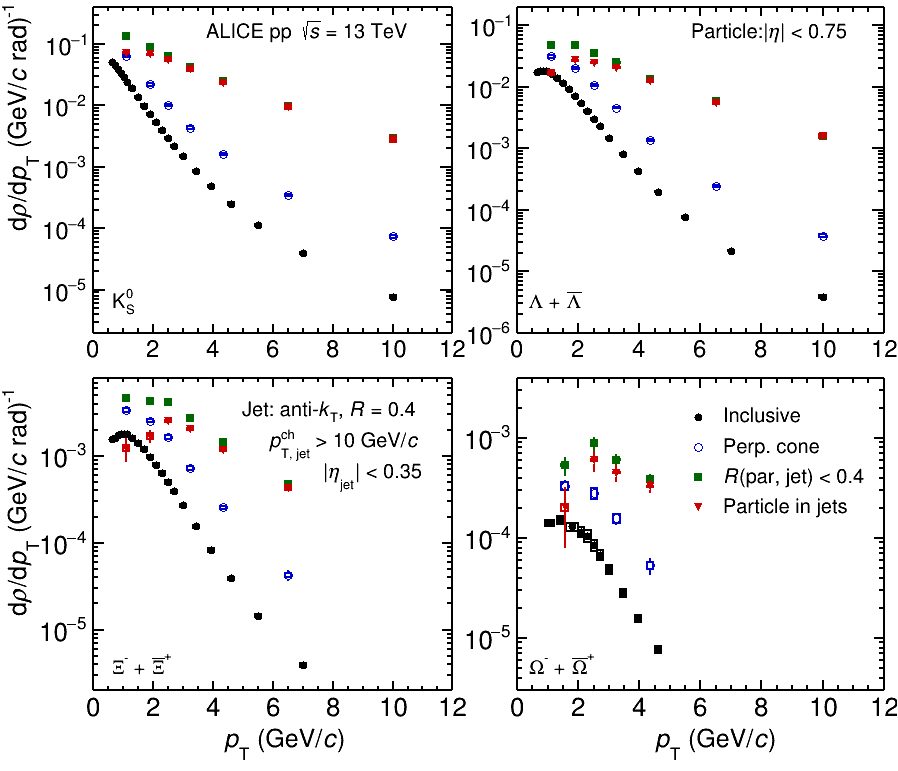 ALICE pp √s = 13 TeV
dρ/dp_T (GeV/c rad)⁻¹
10⁻¹
10⁻²
10⁻³
10⁻⁴
10⁻⁵
K⁰_S
0 2 4 6 8 10 12
Particle:|η| < 0.75
10⁻¹
10⁻²
10⁻³
10⁻⁴
10⁻⁵
10⁻⁶
Λ + Λ̅
0 2 4 6 8 10 12
Jet: anti-k_T, R = 0.4
p^ch_T, jet > 10 GeV/c
|η_jet| < 0.35
dρ/dp_T (GeV/c rad)⁻¹
10⁻³
10⁻⁴
10⁻⁵
Ξ⁻ + Ξ̅⁺
0 2 4 6 8 10 12
p_T (GeV/c)
Inclusive
Perp. cone
R(par, jet) < 0.4
Particle in jets
10⁻³
10⁻⁴
10⁻⁵
Ω⁻ + Ω̅⁺
0 2 4 6 8 10 12
p_T (GeV/c)